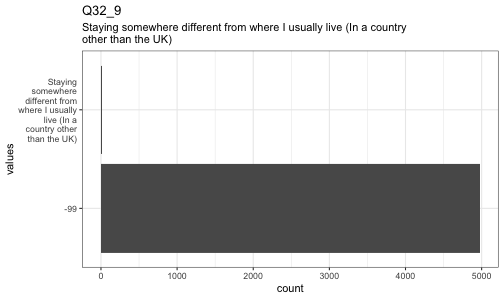 Q32_9
Staying somewhere different from where I usually live (In a country
other than the UK)
Staying
somewhere
different from
where I usually
live (In a
country other
than the UK)
-99
values
0
1000
2000
3000
4000
5000
count